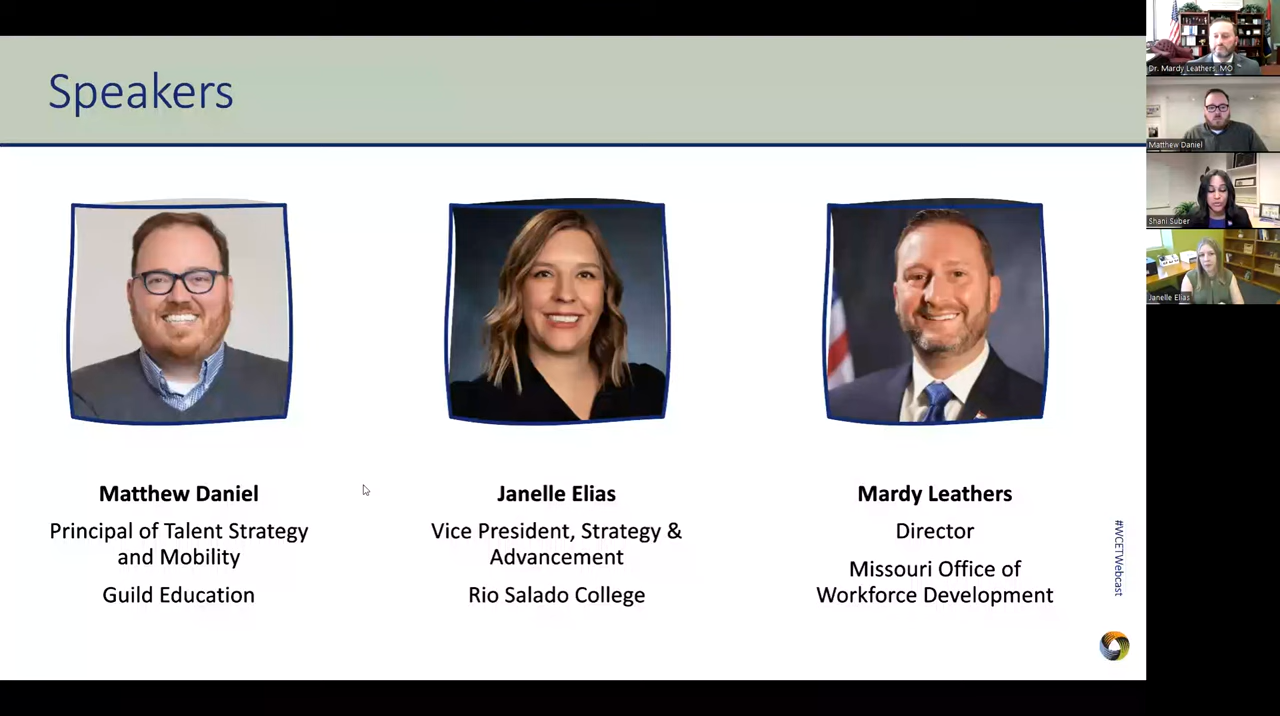 Speakers
Matthew Daniel
Principal of Talent Strategy
and Mobility
Guild Education
Janelle Elias
Vice President, Strategy &
Advancement
Rio Salado College
Mardy Leathers
Director
Missouri Office of
Workforce Development
#WCETWebcast
Dr. Mardy Leathers, MO
Matthew Daniel
Shani Suber
Janelle Elias